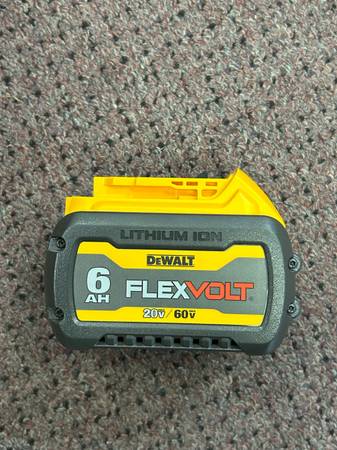 LITHIUM ION
DEWALT
6
AH
FLEXVOLT®
20V / 60V